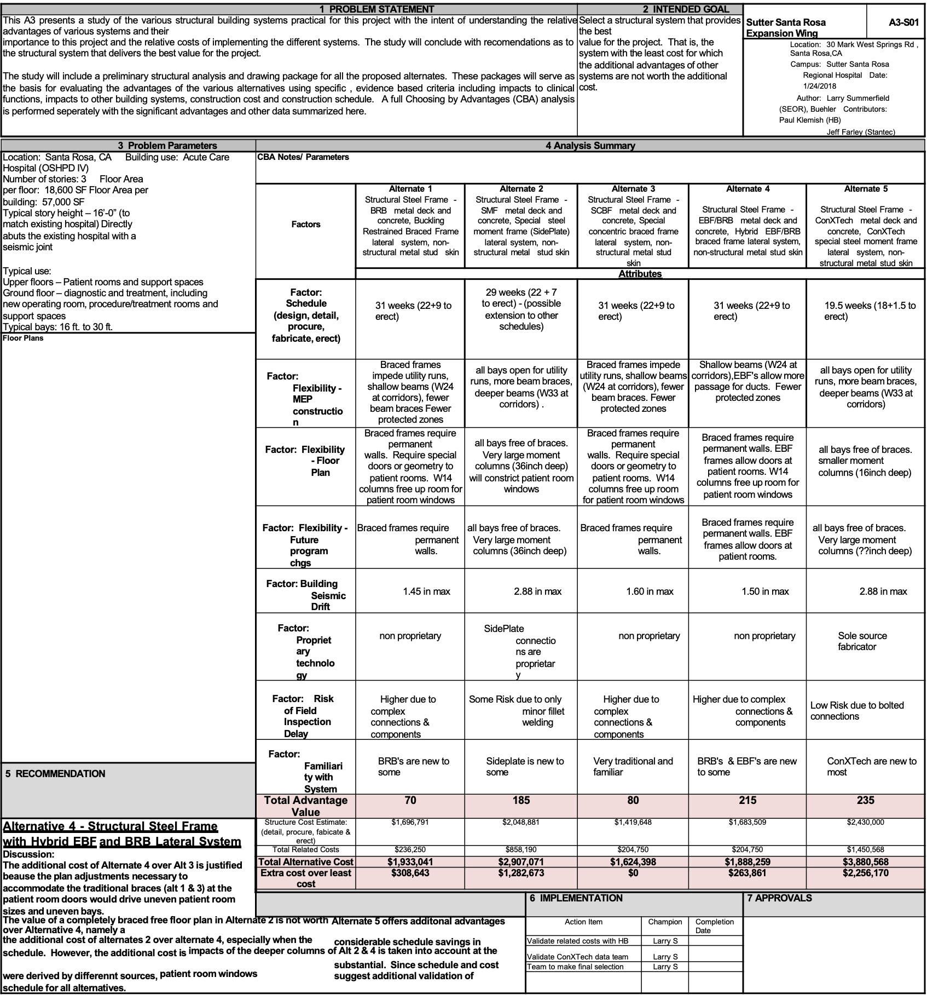 1 PROBLEM STATEMENT
This A3 presents a study of the various structural building systems practical for this project with the intent of understanding the relative
advantages of various systems and their
importance to this project and the relative costs of implementing the different systems. The study will conclude with recomendations as to
the structural system that delivers the best value for the project.
The study will include a preliminary structural analysis and drawing package for all the proposed alternates. These packages will serve as
the basis for evaluating the advantages of the various alternatives using specific , evidence based criteria including impacts to clinical
functions, impacts to other building systems, construction cost and construction schedule. A full Choosing by Advantages (CBA) analysis
is performed seperately with the significant advantages and other data summarized here.
2 INTENDED GOAL
Select a structural system that provides
the best
value for the project. That is, the
system with the least cost for which
the additional advantages of other
systems are not worth the additional
cost.
Sutter Santa Rosa
Expansion Wing
A3-S01
Location: 30 Mark West Springs Rd ,
Santa Rosa,CA
Campus: Sutter Santa Rosa
Regional Hospital Date:
1/24/2018
Author: Larry Summerfield
(SEOR), Buehler Contributors:
Paul Klemish (HB)
Jeff Farley (Stantec)
3 Problem Parameters
Location: Santa Rosa, CA Building use: Acute Care
Hospital (OSHPD IV)
Number of stories: 3 Floor Area
per floor: 18,600 SF Floor Area per
building: 57,000 SF
Typical story height – 16'-0” (to
match existing hospital) Directly
abuts the existing hospital with a
seismic joint
Typical use:
Upper floors – Patient rooms and support spaces
Ground floor – diagnostic and treatment, including
new operating room, procedure/treatment rooms and
support spaces
Typical bays: 16 ft. to 30 ft.
Floor Plans
4 Analysis Summary
CBA Notes/ Parameters
Factors
Alternate 1
Structural Steel Frame -
BRB metal deck and
concrete, Buckling
Restrained Braced Frame
lateral system, non-
structural metal stud skin
Alternate 2
Structural Steel Frame -
SMF metal deck and
concrete, Special steel
moment frame (SidePlate)
lateral system, non-
structural metal stud skin
Alternate 3
Structural Steel Frame -
SCBF metal deck and
concrete, Special
concentric braced frame
lateral system, non-
structural metal stud
skin
Alternate 4
Structural Steel Frame -
EBF/BRB metal deck and
concrete, Hybrid EBF/BRB
braced frame lateral system,
non-structural metal stud skin
Alternate 5
Structural Steel Frame -
ConXTech metal deck and
concrete, ConXTech
special steel moment frame
lateral system, non-
structural metal stud skin
Attributes
Factor:
Schedule
(design, detail,
procure,
fabricate, erect)
31 weeks (22+9 to
erect)
29 weeks (22 + 7
to erect) - (possible
extension to other
schedules)
31 weeks (22+9 to
erect)
31 weeks (22+9 to
erect)
19.5 weeks (18+1.5 to
erect)
Factor:
Flexibility -
MEP
constructio
n
Braced frames
impede utility runs,
shallow beams (W24
at corridors), fewer
beam braces Fewer
protected zones
all bays open for utility
runs, more beam braces,
deeper beams (W33 at
corridors) .
Braced frames impede
utility runs, shallow beams
(W24 at corridors), fewer
beam braces. Fewer
protected zones
Shallow beams (W24 at
corridors),EBF's allow more
passage for ducts. Fewer
protected zones
all bays open for utility
runs, more beam braces,
deeper beams (W33 at
corridors)
Factor: Flexibility
- Floor
Plan
Braced frames require
permanent
walls. Require special
doors or geometry to
patient rooms. W14
columns free up room for
patient room windows
all bays free of braces.
Very large moment
columns (36inch deep)
will constrict patient room
windows
Braced frames require
permanent
walls. Require special
doors or geometry to
patient rooms. W14
columns free up room
for patient room windows
Braced frames require
permanent walls. EBF
frames allow doors at
patient rooms. W14
columns free up room for
patient room windows
all bays free of braces.
smaller moment
columns (16inch deep)
Factor: Flexibility -
Future
program
chgs
Braced frames require
permanent
walls.
all bays free of braces.
Very large moment
columns (36inch deep)
Braced frames require
permanent
walls.
Braced frames require
permanent walls. EBF
frames allow doors at
patient rooms.
all bays free of braces.
Very large moment
columns (??inch deep)
Factor: Building
Seismic
Drift
1.45 in max
2.88 in max
1.60 in max
1.50 in max
2.88 in max
Factor:
Propriet
ary
technolo
gy
non proprietary
SidePlate
connectio
ns are
proprietar
y
non proprietary
non proprietary
Sole source
fabricator
Factor: Risk
of Field
Inspection
Delay
Higher due to
complex
connections &
components
Some Risk due to only
minor fillet
welding
Higher due to
complex
connections &
components
Higher due to complex
connections &
components
Low Risk due to bolted
connections
Factor:
Familiari
ty with
System
BRB's are new to
some
Sideplate is new to
some
Very traditional and
familiar
BRB's & EBF's are new
to some
ConXTech are new to
most
Total Advantage
Value
70
185
80
215
235
Structure Cost Estimate:
(detail, procure, fabicate &
erect)
$1,696,791
$2,048,881
$1,419,648
$1,683,509
$2,430,000
Total Related Costs
$236,250
$858,190
$204,750
$204,750
$1,450,568
Total Alternative Cost
$1,933,041
$2,907,071
$1,624,398
$1,888,259
$3,880,568
Extra cost over least
cost
$308,643
$1,282,673
$0
$263,861
$2,256,170
5 RECOMMENDATION
Alternative 4 - Structural Steel Frame
with Hybrid EBF and BRB Lateral System
Discussion:
The additional cost of Alternate 4 over Alt 3 is justified
beause the plan adjustments necessary to
accommodate the traditional braces (alt 1 & 3) at the
patient room doors would drive uneven patient room
sizes and uneven bays.
The value of a completely braced free floor plan in Alternate 2 is not worth Alternate 5 offers additonal advantages
over Alternative 4, namely a
the additional cost of alternates 2 over alternate 4, especially when the considerable schedule savings in
schedule. However, the additional cost is impacts of the deeper columns of Alt 2 & 4 is taken into account at the
substantial. Since schedule and cost
were derived by differennt sources, patient room windows suggest additional validation of
schedule for all alternatives.
6 IMPLEMENTATION
Action Item
Champion
Completion
Date
Validate related costs with HB
Larry S
Validate ConXTech data team
Larry S
Team to make final selection
Larry S
7 APPROVALS